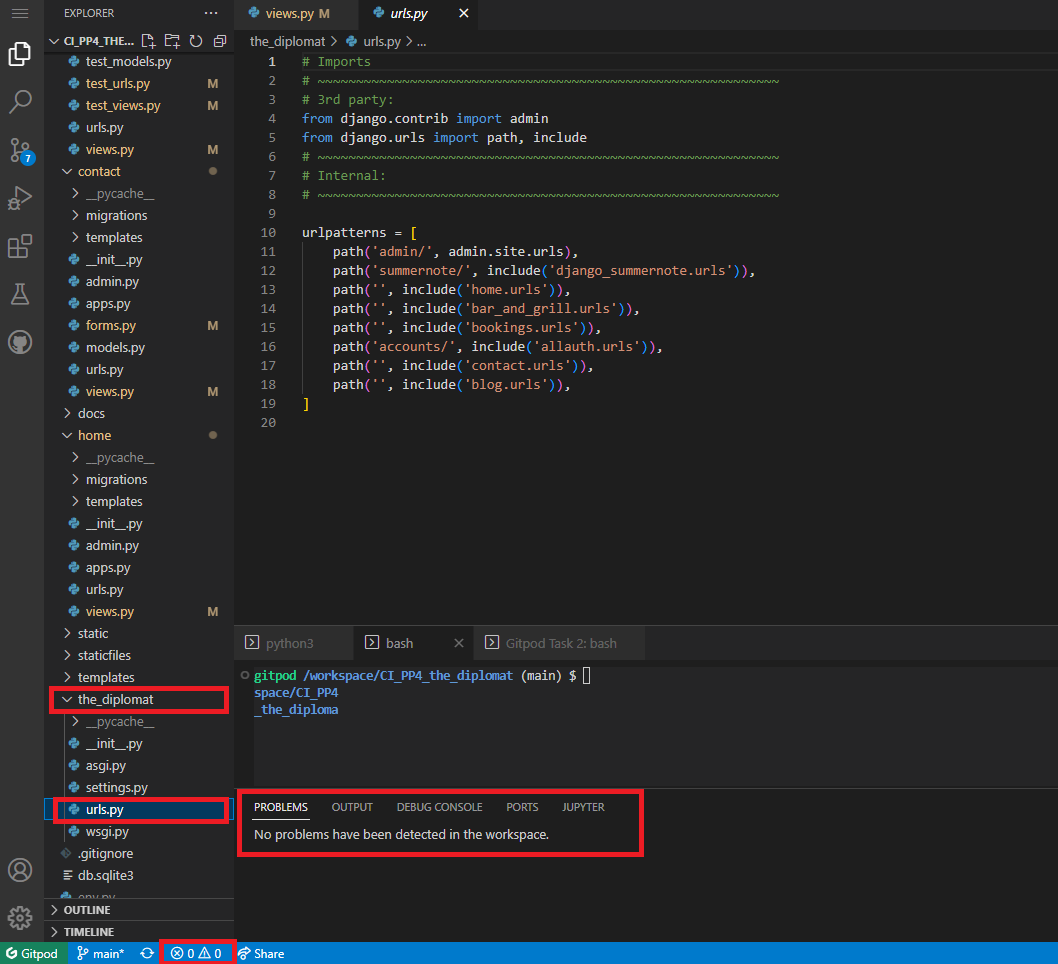 EXPLORER
CI_PP4_THE...
test_models.py
test_urls.py M
test_views.py M
urls.py
views.py M
contact
__pycache__
migrations
templates
__init__.py
admin.py
apps.py
forms.py M
models.py
urls.py
views.py M
docs
home
__pycache__
migrations
templates
__init__.py
admin.py
apps.py
urls.py
views.py M
static
staticfiles
templates
the_diplomat
__pycache__
__init__.py
asgi.py
settings.py
urls.py
wsgi.py
.gitignore
db.sqlite3
env.py
OUTLINE
TIMELINE
7
views.py M
urls.py
the_diplomat > urls.py > ...
1 # Imports
2 # ~~~~~~~~~~~~~~~~~~~~~~~~~~~~~~~~~~~~~~~~~~~~~~~~~~~~~~~~~~~~
3 # 3rd party:
4 from django.contrib import admin
5 from django.urls import path, include
6 # ~~~~~~~~~~~~~~~~~~~~~~~~~~~~~~~~~~~~~~~~~~~~~~~~~~~~~~~~~~~~
7 # Internal:
8 # ~~~~~~~~~~~~~~~~~~~~~~~~~~~~~~~~~~~~~~~~~~~~~~~~~~~~~~~~~~~~
9
10 urlpatterns = [
11 path('admin/', admin.site.urls),
12 path('summernote/', include('django_summernote.urls')),
13 path('', include('home.urls')),
14 path('', include('bar_and_grill.urls')),
15 path('', include('bookings.urls')),
16 path('accounts/', include('allauth.urls')),
17 path('', include('contact.urls')),
18 path('', include('blog.urls')),
19 ]
20
python3
bash
Gitpod Task 2: bash
gitpod /workspace/CI_PP4_the_diplomat (main) $
space/CI_PP4
_the_diploma
PROBLEMS OUTPUT DEBUG CONSOLE PORTS JUPYTER
No problems have been detected in the workspace.
Gitpod main* 0 0 Share